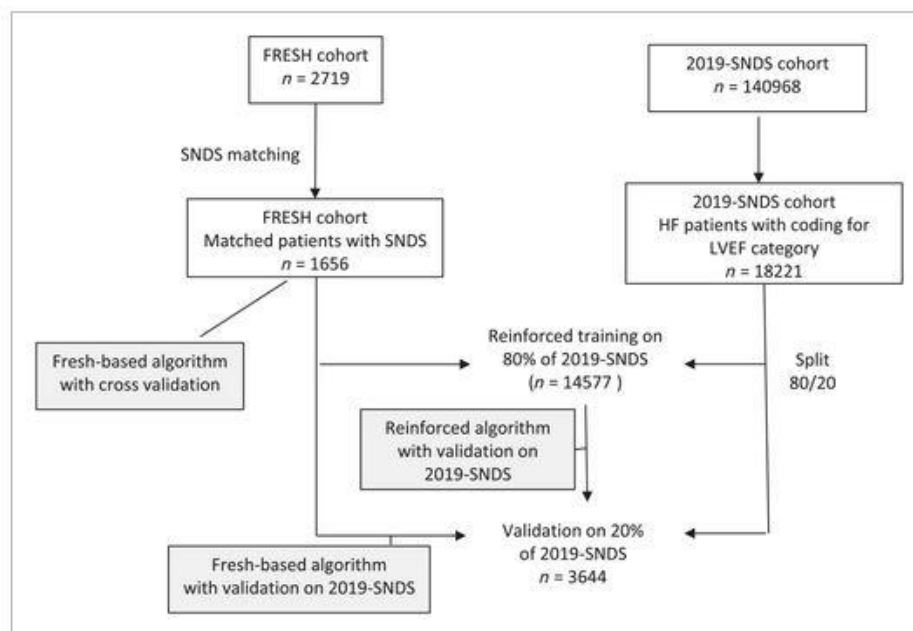 FRESH cohort
n = 2719
2019-SNDS cohort
n = 140968
SNDS matching
FRESH cohort
Matched patients with SNDS
n = 1656
2019-SNDS cohort
HF patients with coding for
LVEF category
n = 18221
Fresh-based algorithm
with cross validation
Reinforced training on
80% of 2019-SNDS
(n = 14577 )
Split
80/20
Reinforced algorithm
with validation on
2019-SNDS
Validation on 20%
of 2019-SNDS
n = 3644
Fresh-based algorithm
with validation on 2019-SNDS